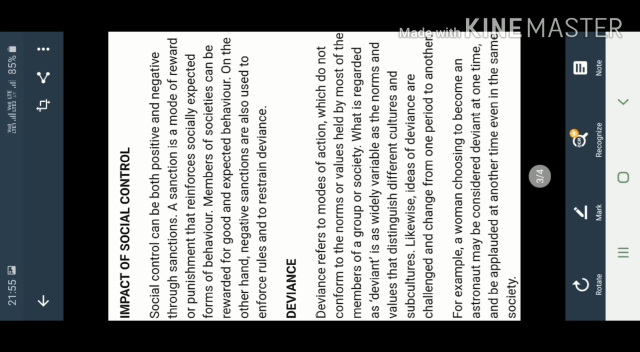 Made with KINEMASTER
21:55
85%
IMPACT OF SOCIAL CONTROL
Social control can be both positive and negative
through sanctions. A sanction is a mode of reward
or punishment that reinforces socially expected
forms of behaviour. Members of societies can be
rewarded for good and expected behaviour. On the
other hand, negative sanctions are also used to
enforce rules and to restrain deviance.
DEVIANCE
Deviance refers to modes of action, which do not
conform to the norms or values held by most of the
members of a group or society. What is regarded
as 'deviant' is as widely variable as the norms and
values that distinguish different cultures and
subcultures. Likewise, ideas of deviance are
challenged and change from one period to another
For example, a woman choosing to become an
astronaut may be considered deviant at one time,
and be applauded at another time even in the same
society.
3/4
Rotate
Mark
Recognize
Note